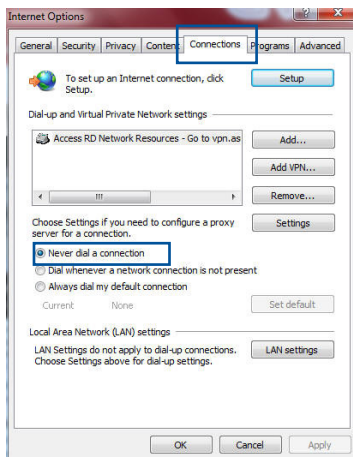 Internet Options
General Security Privacy Content Connections Programs Advanced
To set up an Internet connection, click
Setup.
Setup
Dial-up and Virtual Private Network settings
Access RD Network Resources - Go to vpn.as
Add...
Add VPN...
Remove...
Choose Settings if you need to configure a proxy
server for a connection.
Settings
Never dial a connection
Dial whenever a network connection is not present
Always dial my default connection
Current None
Set default
Local Area Network (LAN) settings
LAN Settings do not apply to dial-up connections.
Choose Settings above for dial-up settings.
LAN settings
OK Cancel Apply